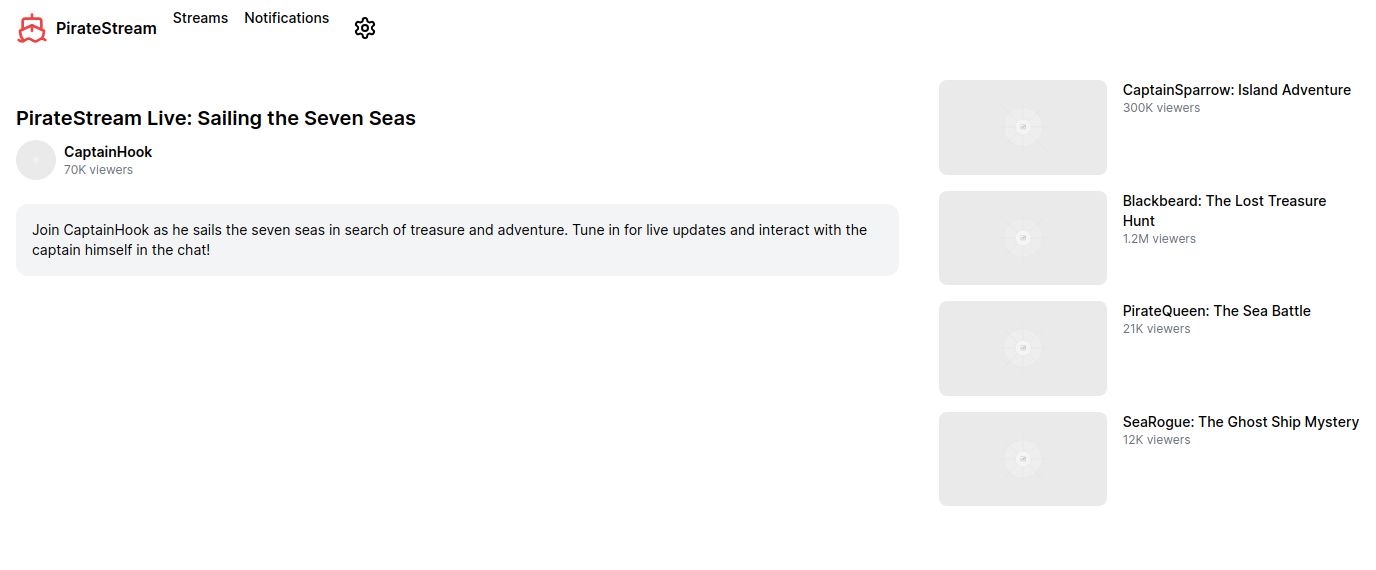 PirateStream
Streams
Notifications
PirateStream Live: Sailing the Seven Seas
CaptainHook
70K viewers
Join CaptainHook as he sails the seven seas in search of treasure and adventure. Tune in for live updates and interact with the
captain himself in the chat!
CaptainSparrow: Island Adventure
300K viewers
Blackbeard: The Lost Treasure
Hunt
1.2M viewers
PirateQueen: The Sea Battle
21K viewers
SeaRogue: The Ghost Ship Mystery
12K viewers